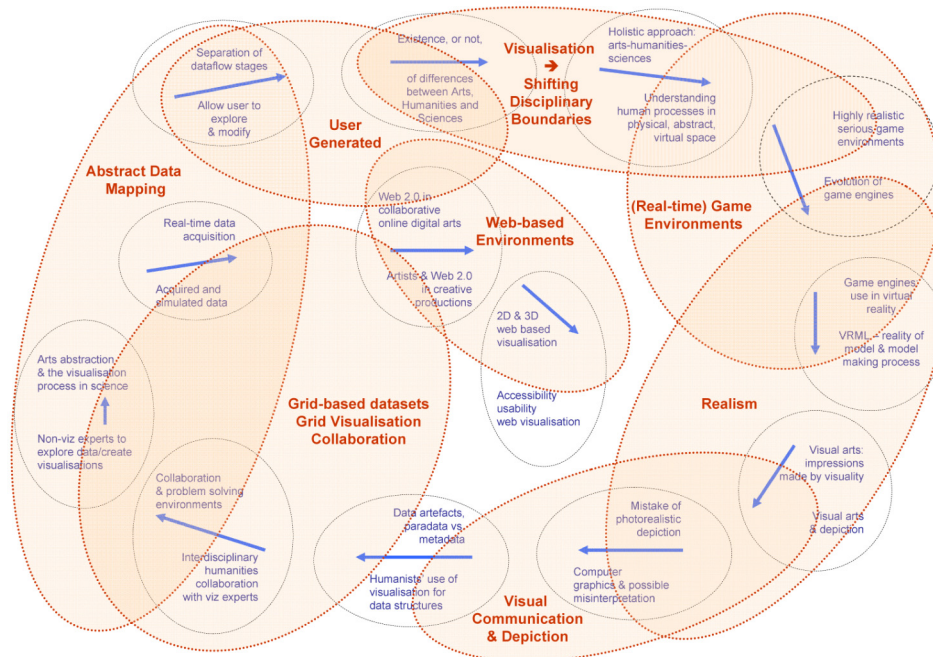 Separation of
dataflow stages
Allow user to
explore
& modify
User
Generated
Existence, or not,
of differences
between Arts,
Humanities and
Sciences
Visualisation
➔
Shifting
Disciplinary
Boundaries
Holistic approach:
arts-humanities-
sciences
Understanding
human processes in
physical, abstract,
virtual space
Highly realistic
serious game
environments
Evolution of
game engines
Abstract Data
Mapping
Real-time data
acquisition
Acquired and
simulated data
Web 2.0 in
collaborative
online digital arts
Artists & Web 2.0
in creative
productions
Web-based
Environments
(Real-time) Game
Environments
2D & 3D
web based
visualisation
Accessibility
usability
web visualisation
Game engines:
use in virtual
reality
VRML – reality of
model & model
making process
Arts abstraction
& the visualisation
process in science
Non-viz experts to
explore data/create
visualisations
Grid-based datasets
Grid Visualisation
Collaboration
Realism
Collaboration
& problem solving
environments
Interdisciplinary
humanities
collaboration
with viz experts
Data artefacts,
paradata vs
metadata
Humanists' use of
visualisation for
data structures
Mistake of
photorealistic
depiction
Computer
graphics & possible
misinterpretation
Visual arts:
impressions
made by visuality
Visual arts
& depiction
Visual
Communication
& Depiction